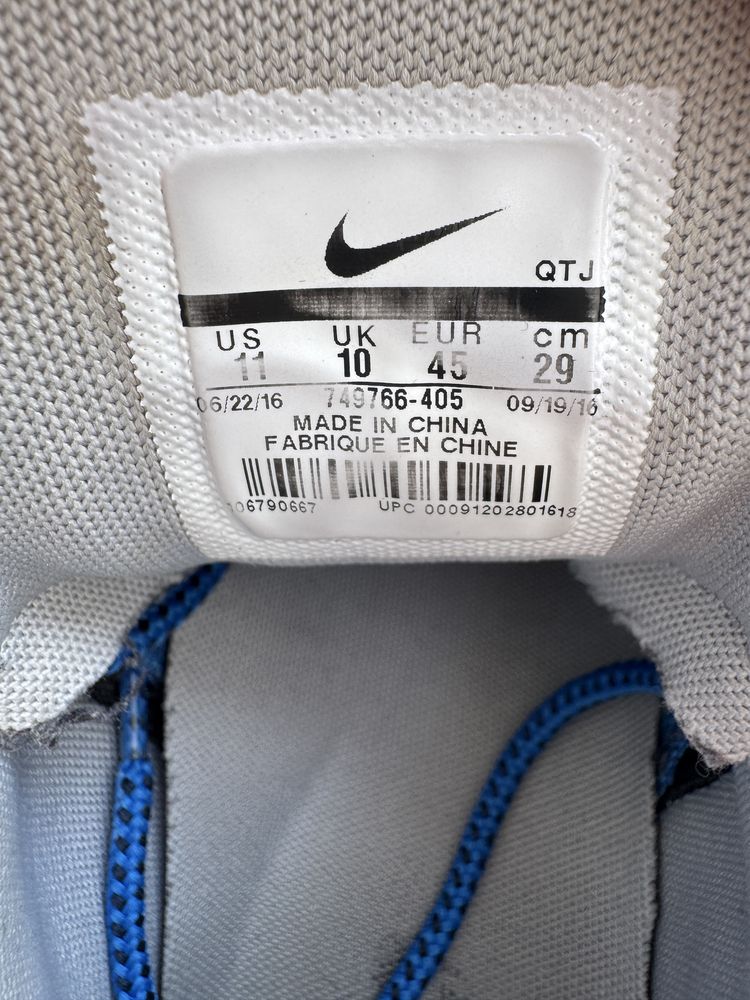 QTJ
US UK EUR cm
11 10 45 29
06/22/16 749766-405 09/19/16
MADE IN CHINA
FABRIQUE EN CHINE
106790667 UPC 00091202801618